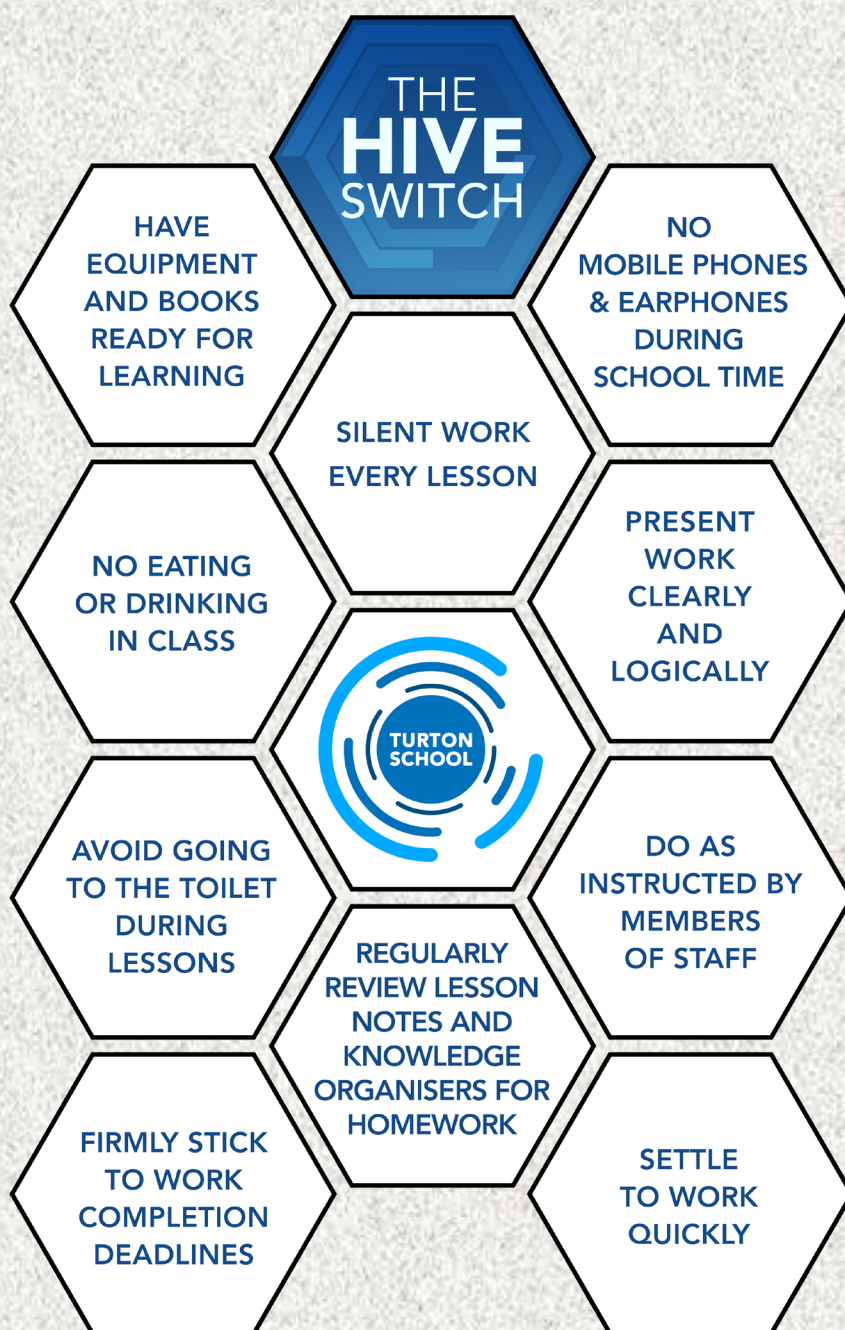 THE
HIVE
SWITCH
HAVE
EQUIPMENT
AND BOOKS
READY FOR
LEARNING
NO
MOBILE PHONES
& EARPHONES
DURING
SCHOOL TIME
SILENT WORK
EVERY LESSON
NO EATING
OR DRINKING
IN CLASS
PRESENT
WORK
CLEARLY
AND
LOGICALLY
TURTON
SCHOOL
AVOID GOING
TO THE TOILET
DURING
LESSONS
DO AS
INSTRUCTED BY
MEMBERS
OF STAFF
REGULARLY
REVIEW LESSON
NOTES AND
KNOWLEDGE
ORGANISERS FOR
HOMEWORK
FIRMLY STICK
TO WORK
COMPLETION
DEADLINES
SETTLE
TO WORK
QUICKLY